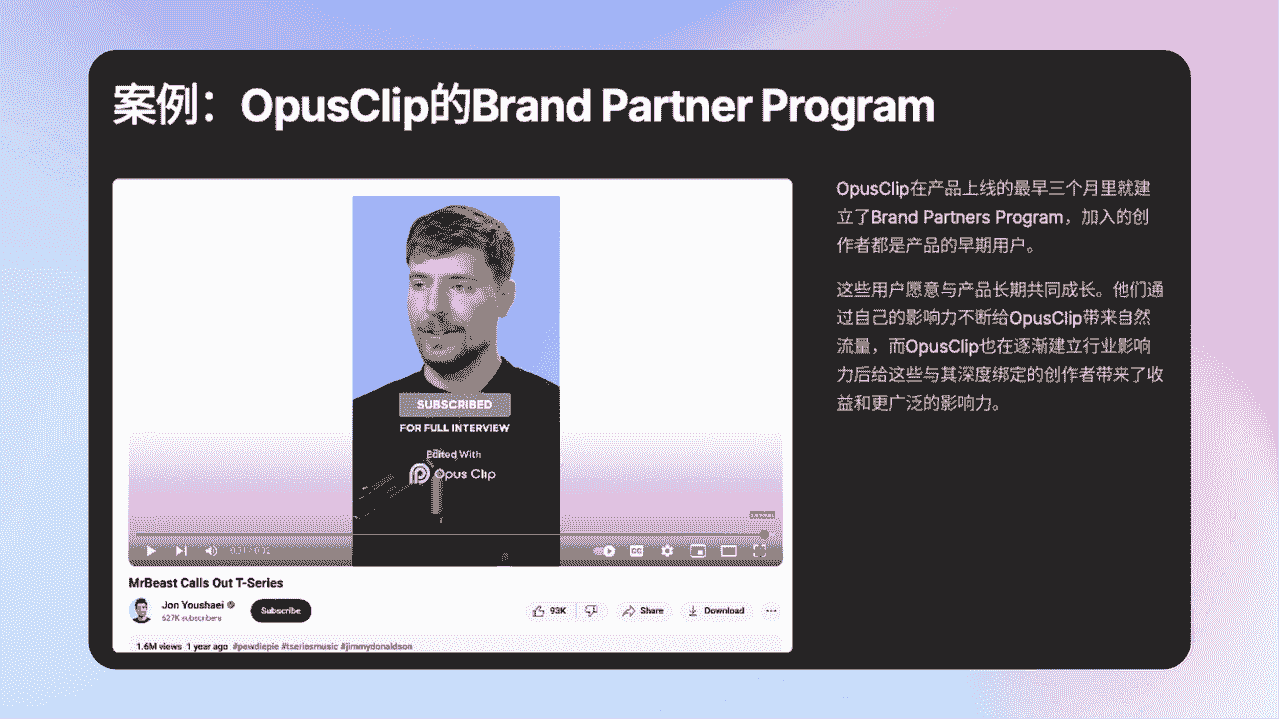 案例：OpusClip的Brand Partner Program
OpusClip在产品上线的最早三个月里就建
立了Brand Partners Program，加入的创
作者都是产品的早期用户。
这些用户愿意与产品长期共同成长。他们通
过自己的影响力不断给OpusClip带来自然
流量，而OpusClip也在逐渐建立行业影响
力后给这些与其深度绑定的创作者带来了收
益和更广泛的影响力。
SUBSCRIBED
FOR FULL INTERVIEW
Edited With
Opus Clip
CC
MrBeast Calls Out T-Series
Jon Youshaei
627K subscribers
Subscribe
93K
Share
Download
1.6M views 1 year ago #pewdiepie #tseriesmusic #jimmydonaldson